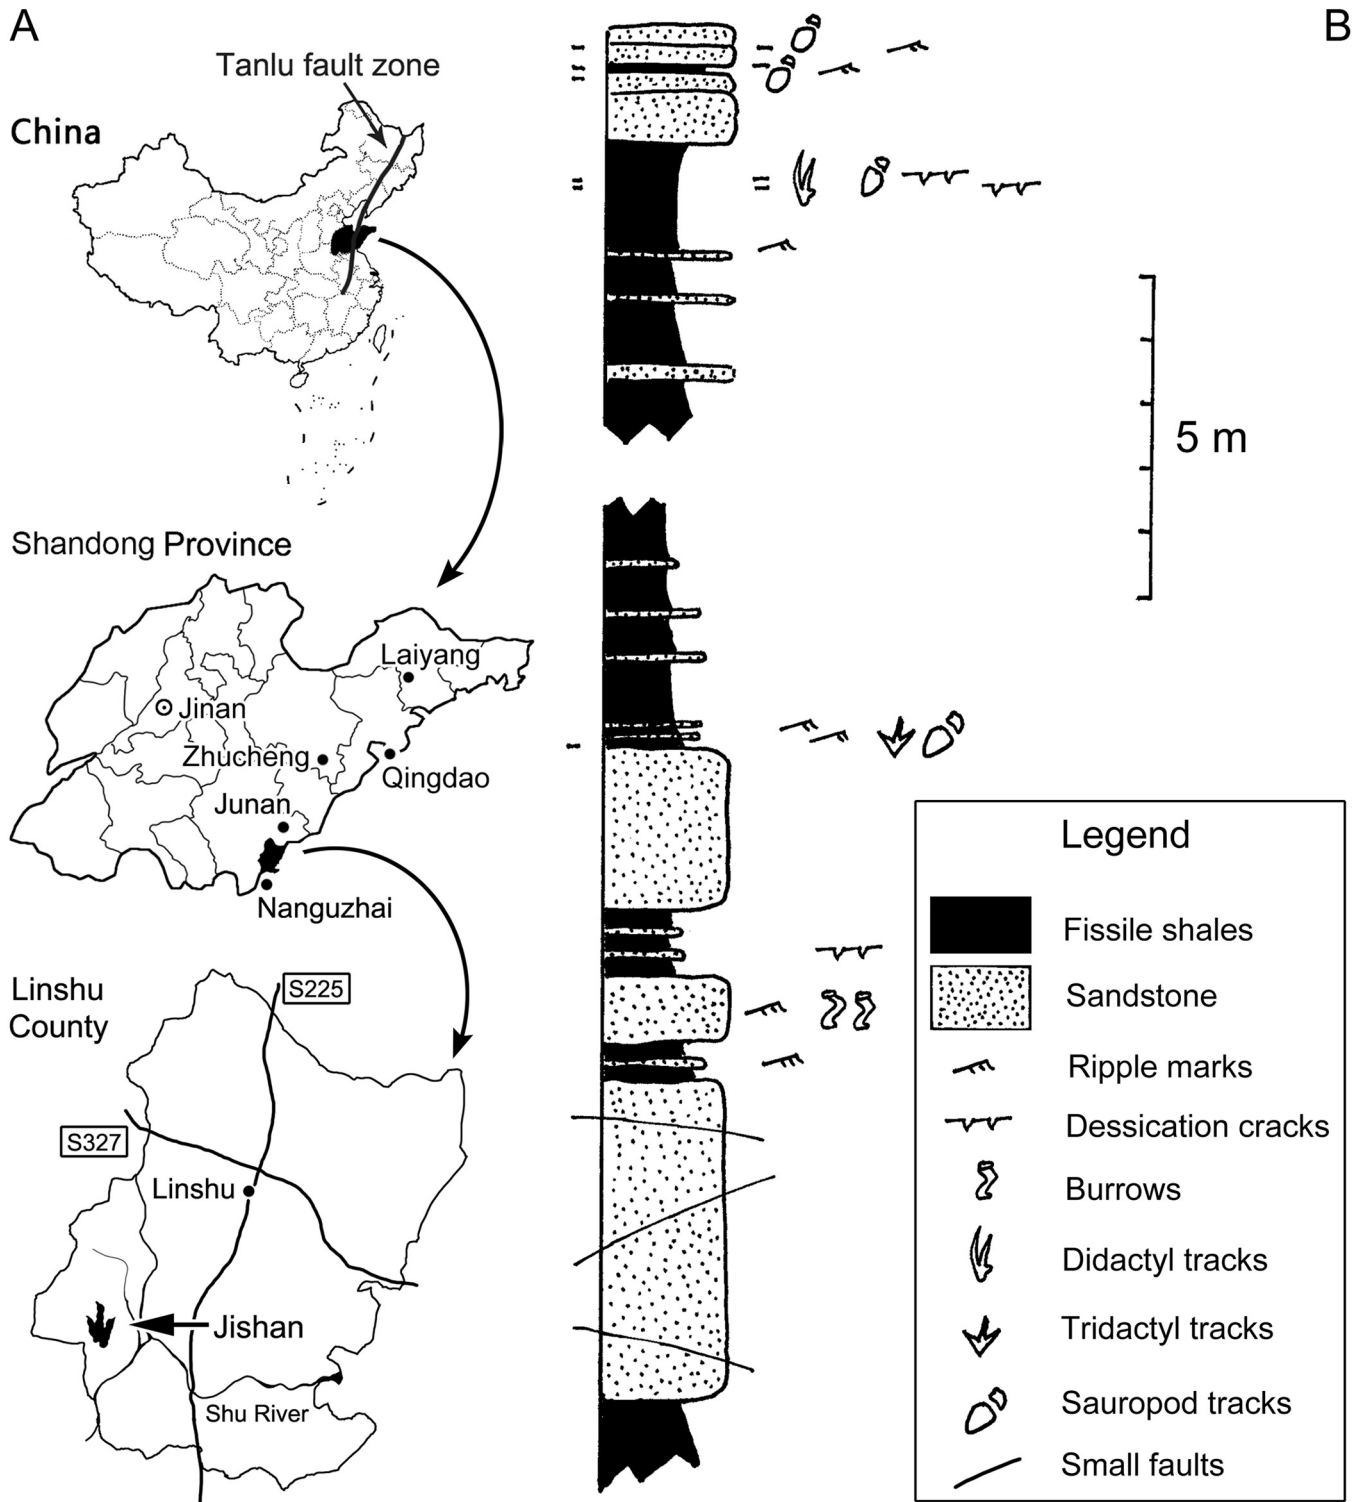 A
B
Tanlu fault zone
China
5 m
Shandong Province
Laiyang
Jinan
Zhucheng
Qingdao
Junan
Nanguzhai
Linshu
County
S225
S327
Linshu
Jishan
Shu River
Legend
Fissile shales
Sandstone
Ripple marks
Dessication cracks
Burrows
Didactyl tracks
Tridactyl tracks
Sauropod tracks
Small faults